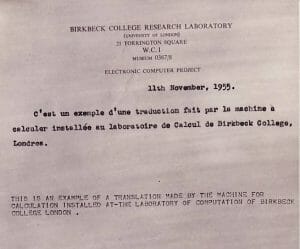 BIRKBECK COLLEGE RESEARCH LABORATORY
(UNIVERSITY OF LONDON)
21 TORRINGTON SQUARE
W.C.1
MUSEUM 0367/8
ELECTRONIC COMPUTER PROJECT
11th November, 1955.
C'est un exemple d'une traduction fait par la machine à
calculer installée au laboratoire de Calcul de Birkbeck College,
Londres.
THIS IS AN EXAMPLE OF A TRANSLATION MADE BY THE MACHINE FOR
CALCULATION INSTALLED AT-THE LABORATORY OF COMPUTATION OF BIRKBECK
COLLEGE LONDON .